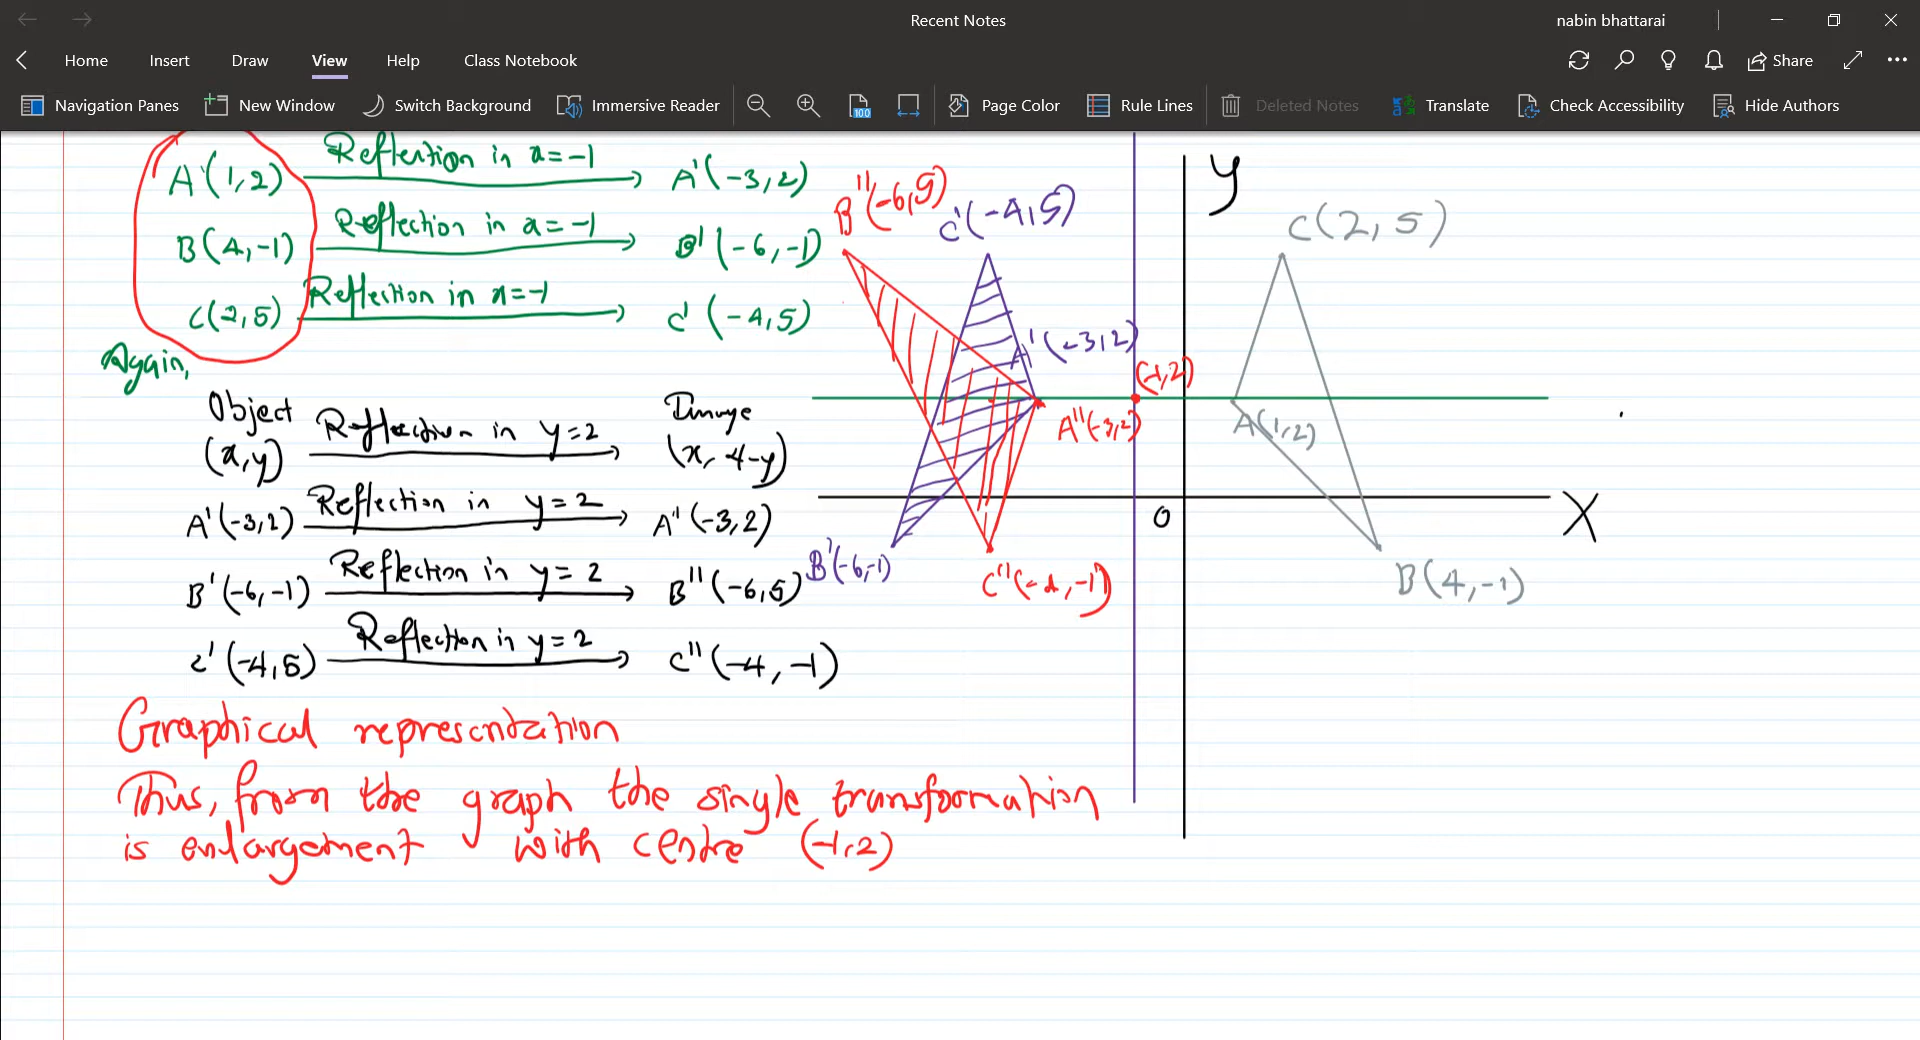 Recent Notes
nabin bhattarai
Home Insert Draw View Help Class Notebook
Share
Navigation Panes New Window Switch Background Immersive Reader Page Color Rule Lines Deleted Notes Translate Check Accessibility Hide Authors
A(1,2) Reflection in x=-1 A'(-3,2)
B(4,-1) Reflection in x=-1 B'(-6,-1)
C(2,5) Reflection in x=-1 C'(-4,5)
Again,
Object Reflection in y=2 Image
(x,y) (x, 4-y)
A'(-3,2) Reflection in y=2 A''(-3,2)
B'(-6,-1) Reflection in y=2 B''(-6,5)
C'(-4,5) Reflection in y=2 C''(-4,-1)
Graphical representation
Thus, from the graph the single transformation
is enlargement with centre (-1,2)
Y
B''(-6,5)
C'(-4,5)
C(2,5)
A'(-3,2)
(-1,2)
A''(-3,2)
A(1,2)
O
X
B'(-6,-1)
C''(-4,-1)
B(4,-1)